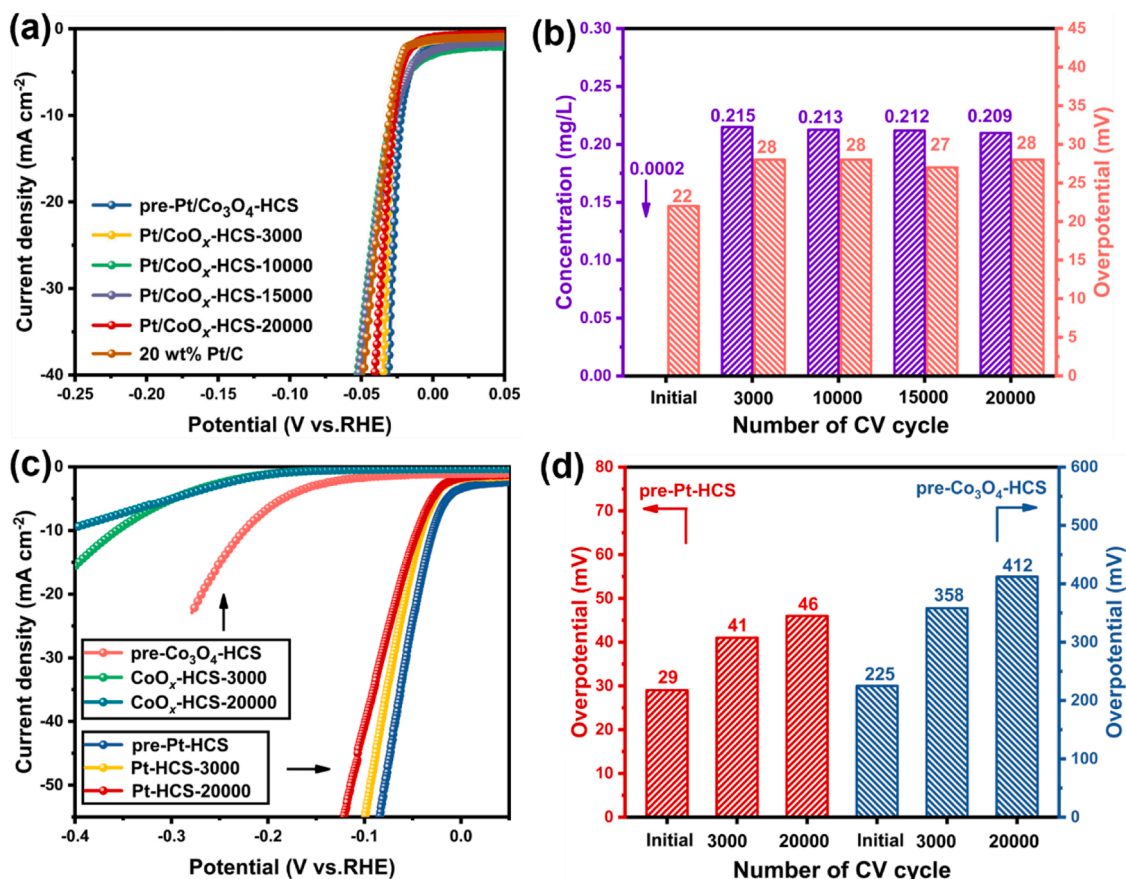 (a)
Current density (mA cm⁻²)
0
-10
-20
-30
-40
pre-Pt/Co₃O₄-HCS
Pt/CoOₓ-HCS-3000
Pt/CoOₓ-HCS-10000
Pt/CoOₓ-HCS-15000
Pt/CoOₓ-HCS-20000
20 wt% Pt/C
-0.25 -0.20 -0.15 -0.10 -0.05 0.00 0.05
Potential (V vs.RHE)
(b)
Concentration (mg/L)
0.30
0.25
0.20
0.15
0.10
0.05
0.00
0.0002
22
0.215
28
0.213
28
0.212
27
0.209
28
45
40
35
30
25
20
15
10
5
0
Overpotential (mV)
Initial 3000 10000 15000 20000
Number of CV cycle
(c)
Current density (mA cm⁻²)
0
-10
-20
-30
-40
-50
pre-Co₃O₄-HCS
CoOₓ-HCS-3000
CoOₓ-HCS-20000
pre-Pt-HCS
Pt-HCS-3000
Pt-HCS-20000
-0.4 -0.3 -0.2 -0.1 0.0
Potential (V vs.RHE)
(d)
Overpotential (mV)
80
70
60
50
40
30
20
10
0
pre-Pt-HCS
pre-Co₃O₄-HCS
29
41
46
225
358
412
600
500
400
300
200
100
0
Overpotential (mV)
Initial 3000 20000 Initial 3000 20000
Number of CV cycle